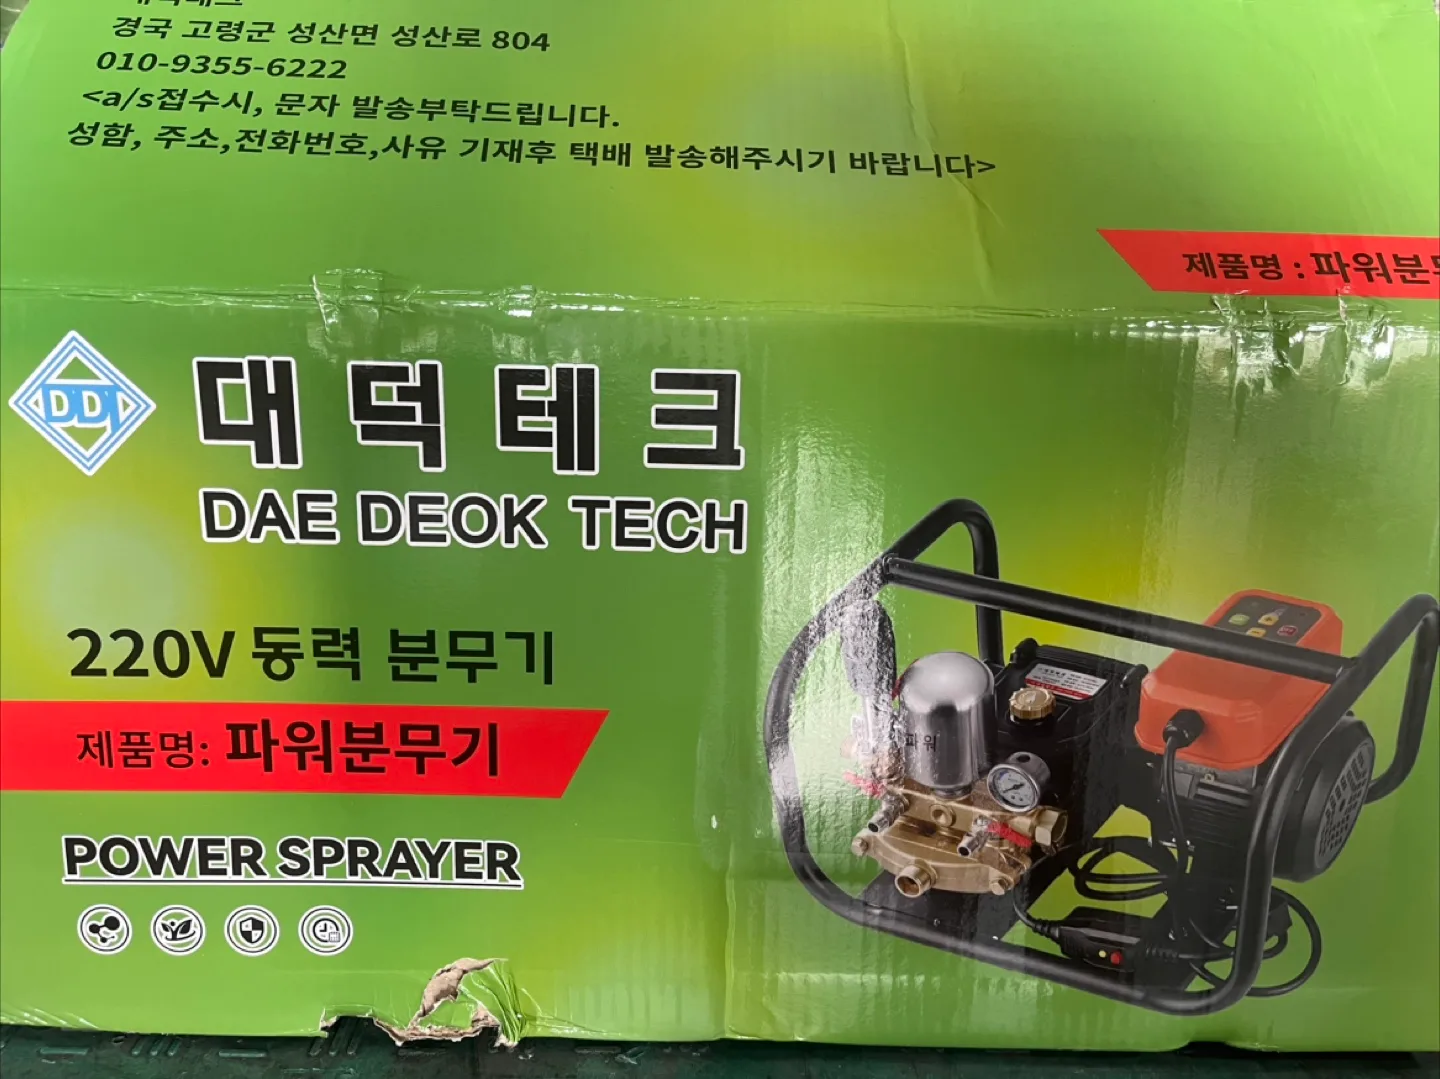 경국 고령군 성산면 성산로 804
010-9355-6222
<a/s접수시, 문자 발송부탁드립니다.
성함, 주소,전화번호,사유 기재후 택배 발송해주시기 바랍니다>
제품명 : 파워분무
DDT
대덕테크
DAE DEOK TECH
220V 동력 분무기
제품명: 파워분무기
POWER SPRAYER
파워